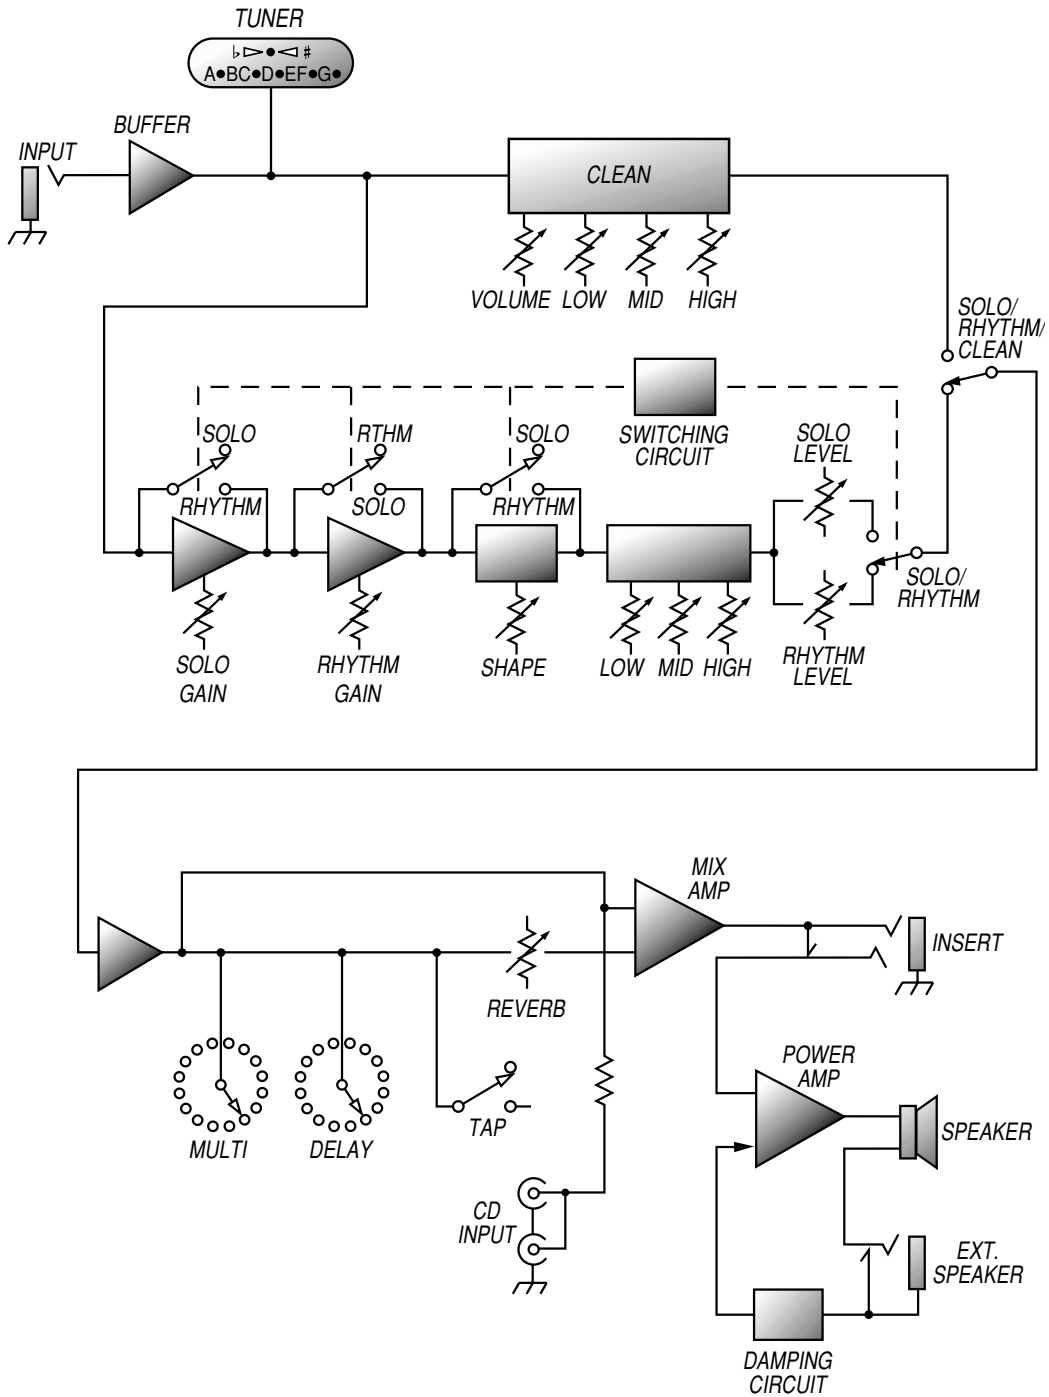 TUNER
♭ ▷•◁ ♯
A•BC•D•EF•G•
BUFFER
INPUT
CLEAN
VOLUME LOW MID HIGH
SOLO/
RHYTHM/
CLEAN
SWITCHING
CIRCUIT
SOLO
RHYTHM
RTHM
SOLO
SOLO
RHYTHM
SOLO
LEVEL
SOLO/
RHYTHM
SOLO
GAIN
RHYTHM
GAIN
SHAPE
LOW MID HIGH
RHYTHM
LEVEL
MIX
AMP
INSERT
REVERB
MULTI
DELAY
TAP
POWER
AMP
SPEAKER
CD
INPUT
EXT.
SPEAKER
DAMPING
CIRCUIT